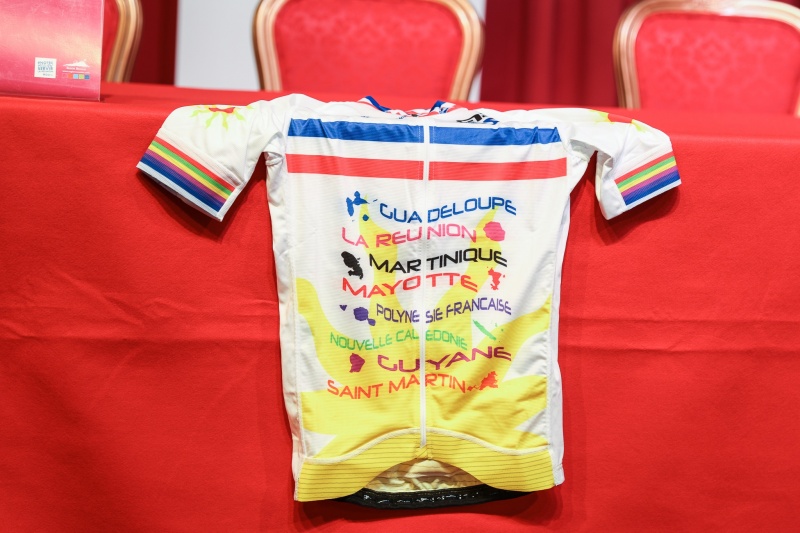 GUADELOUPE
LA REUNION
MARTINIQUE
MAYOTTE
POLYNESIE FRANCAISE
NOUVELLE CALEDONIE
GUYANE
SAINT MARTIN